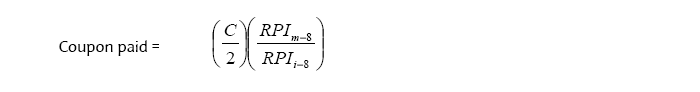 Coupon paid = (C/2)(RPI_{m-8}/RPI_{i-8})